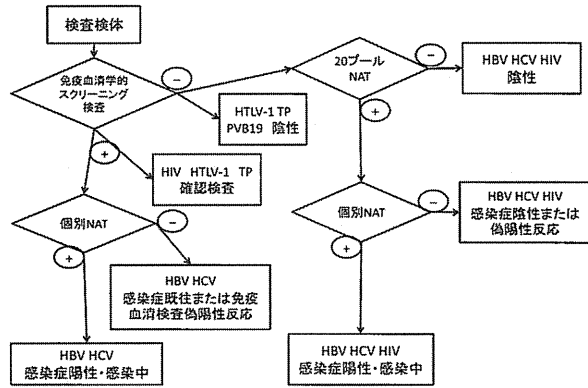 検査検体
免疫血清学的
スクリーニング
検査
−
20プール
NAT
−
HBV HCV HIV
陰性
HTLV-1 TP
PVB19 陰性
+
+
HIV HTLV-1 TP
確認検査
個別NAT
−
個別NAT
−
HBV HCV HIV
感染症陰性または
偽陽性反応
+
+
HBV HCV
感染症既往または免疫
血清検査偽陽性反応
HBV HCV
感染症陽性・感染中
HBV HCV HIV
感染症陽性・感染中